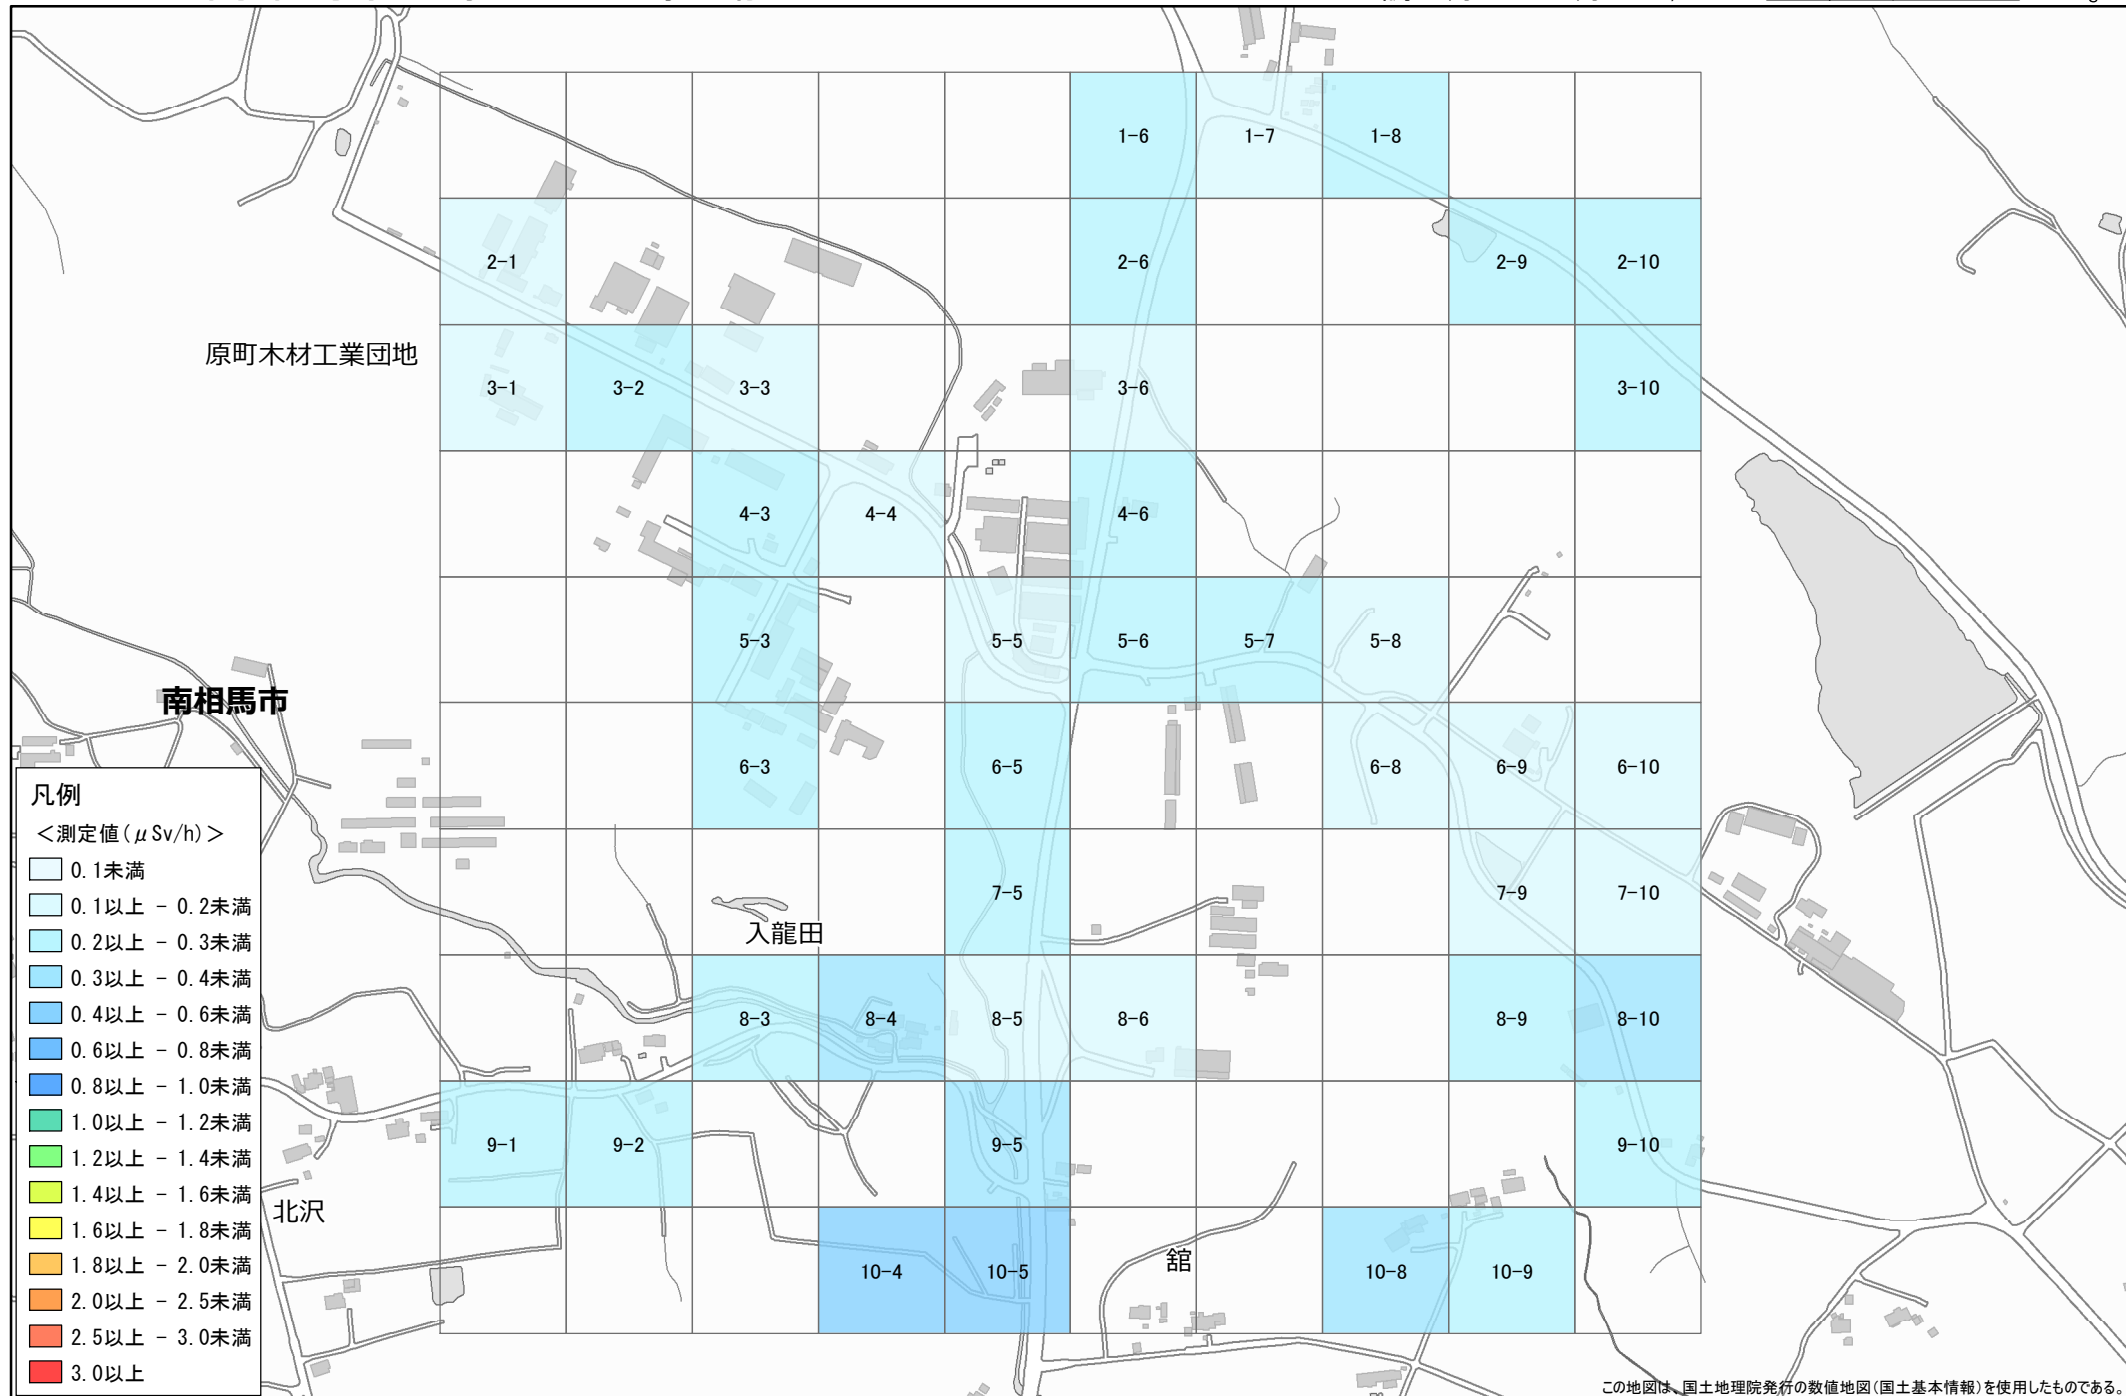 1-6 1-7 1-8
2-1 2-6 2-9 2-10
原町木材工業団地
3-1 3-2 3-3 3-6 3-10
4-3 4-4 4-6
5-3 5-5 5-6 5-7 5-8
南相馬市
6-3 6-5 6-8 6-9 6-10
7-5 7-9 7-10
入龍田
8-3 8-4 8-5 8-6 8-9 8-10
9-1 9-2 9-5 9-10
北沢
舘
10-4 10-5 10-8 10-9
凡例
＜測定値(μSv/h)＞
0.1未満
0.1以上 - 0.2未満
0.2以上 - 0.3未満
0.3以上 - 0.4未満
0.4以上 - 0.6未満
0.6以上 - 0.8未満
0.8以上 - 1.0未満
1.0以上 - 1.2未満
1.2以上 - 1.4未満
1.4以上 - 1.6未満
1.6以上 - 1.8未満
1.8以上 - 2.0未満
2.0以上 - 2.5未満
2.5以上 - 3.0未満
3.0以上
この地図は、国土地理院発行の数値地図(国土基本情報)を使用したものである。